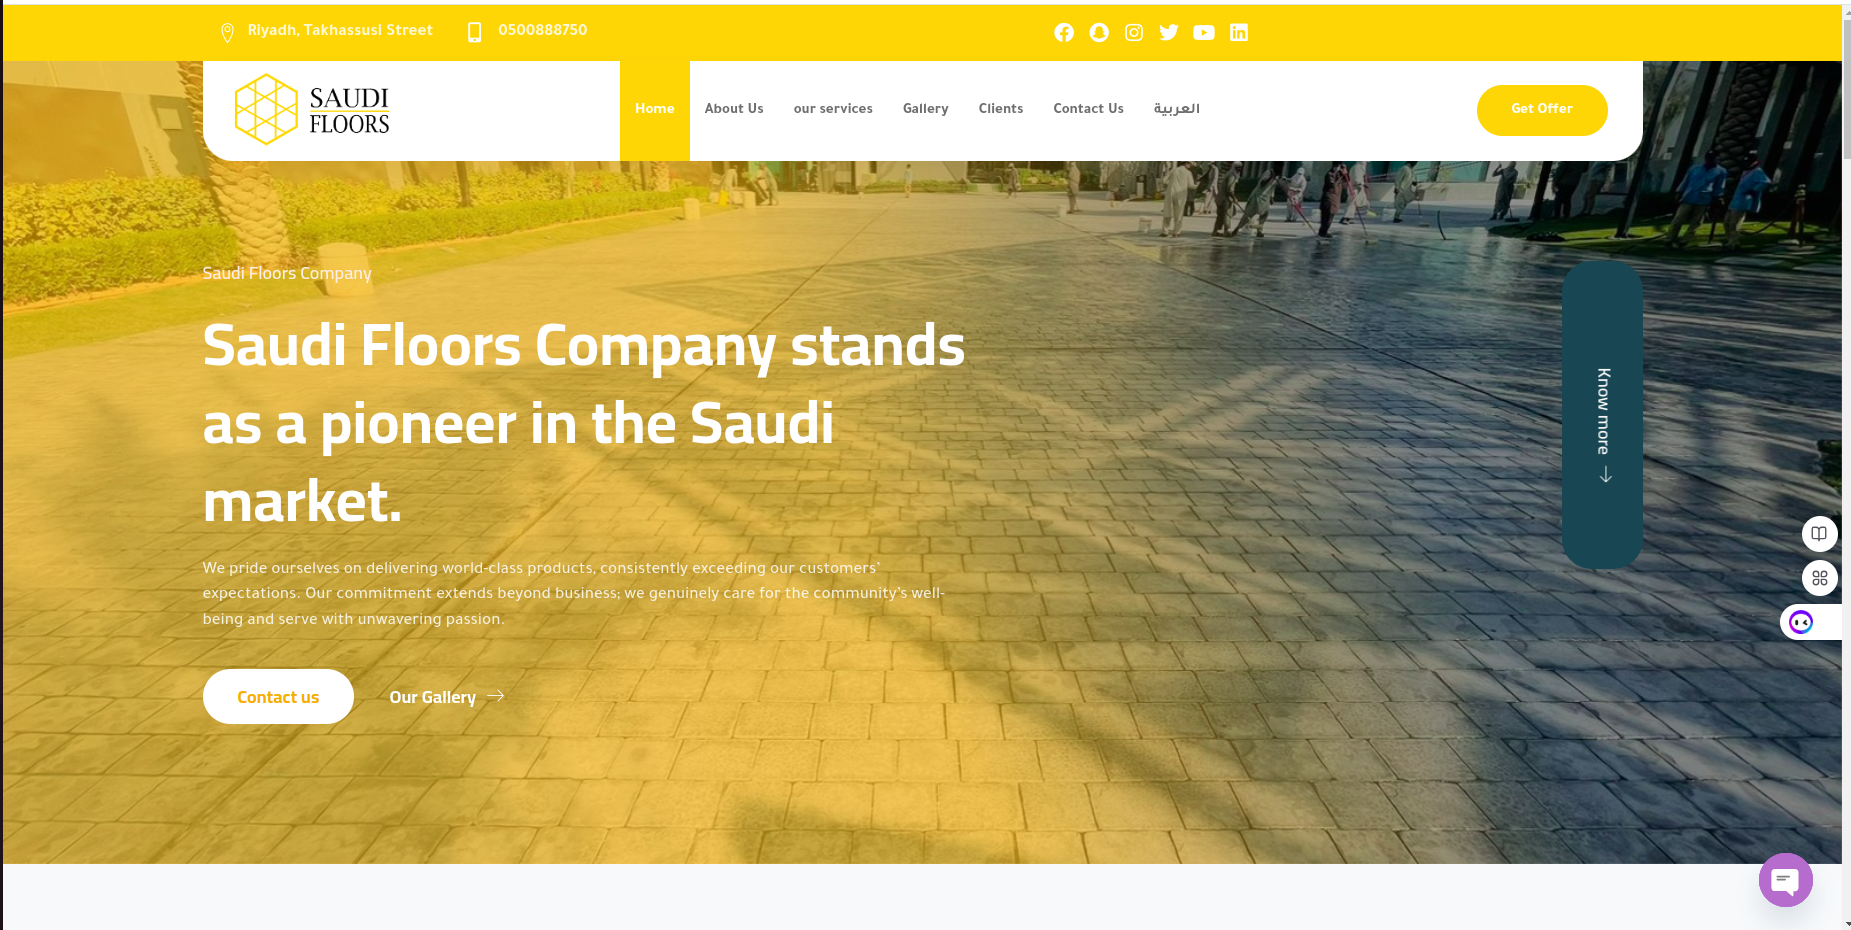 Riyadh, Takhassusi Street
0500888750
SAUDI
FLOORS
Home
About Us
our services
Gallery
Clients
Contact Us
العربية
Get Offer
Saudi Floors Company
Saudi Floors Company stands
as a pioneer in the Saudi
market.
We pride ourselves on delivering world-class products, consistently exceeding our customers’
expectations. Our commitment extends beyond business; we genuinely care for the community’s well-
being and serve with unwavering passion.
Contact us
Our Gallery
Know more